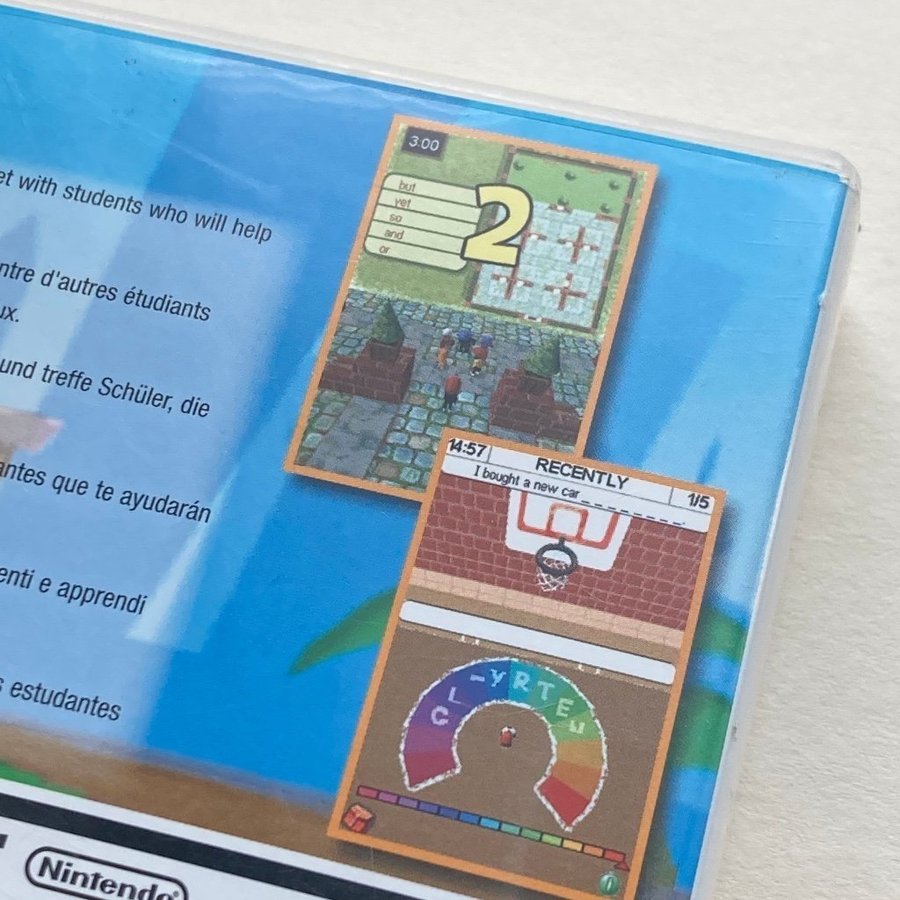 et with students who will help
ntre d'autres étudiants
ux.
und treffe Schüler, die
antes que te ayudarán
enti e apprendi
s estudantes
3:00
but
yet
so
and
or
2
14:57
RECENTLY
1/5
I bought a new car _ _ _ _ _ _ _ _.
C L - Y R T E U
0
Nintendo